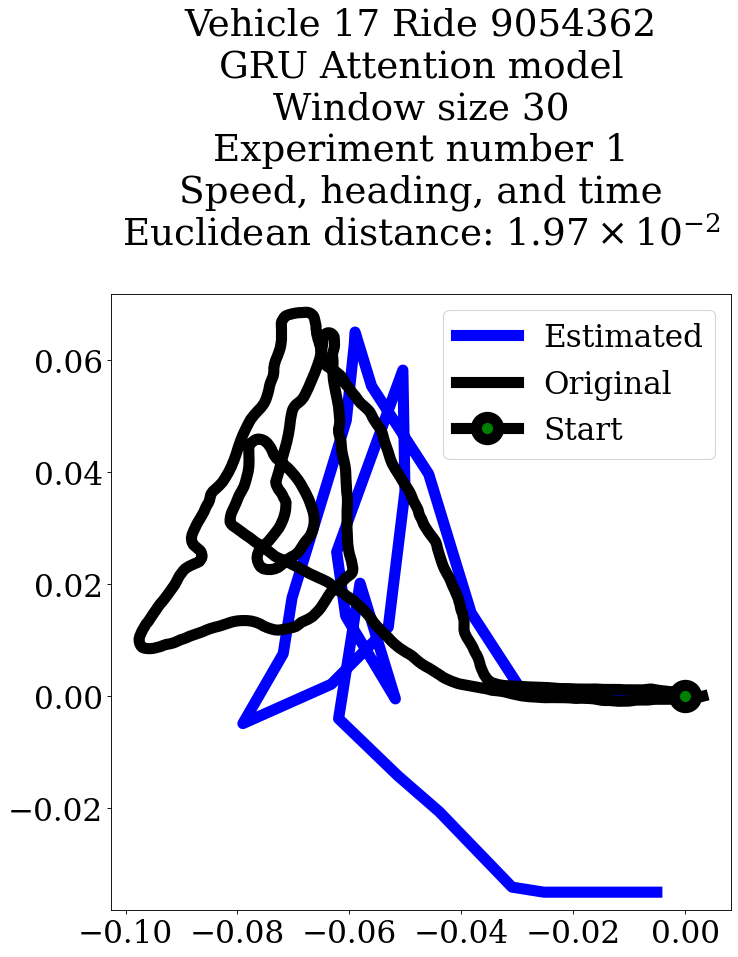 Vehicle 17 Ride 9054362
GRU Attention model
Window size 30
Experiment number 1
Speed, heading, and time
Euclidean distance: 1.97 × 10⁻²
Estimated
Original
Start
0.06
0.04
0.02
0.00
−0.02
−0.10 −0.08 −0.06 −0.04 −0.02 0.00